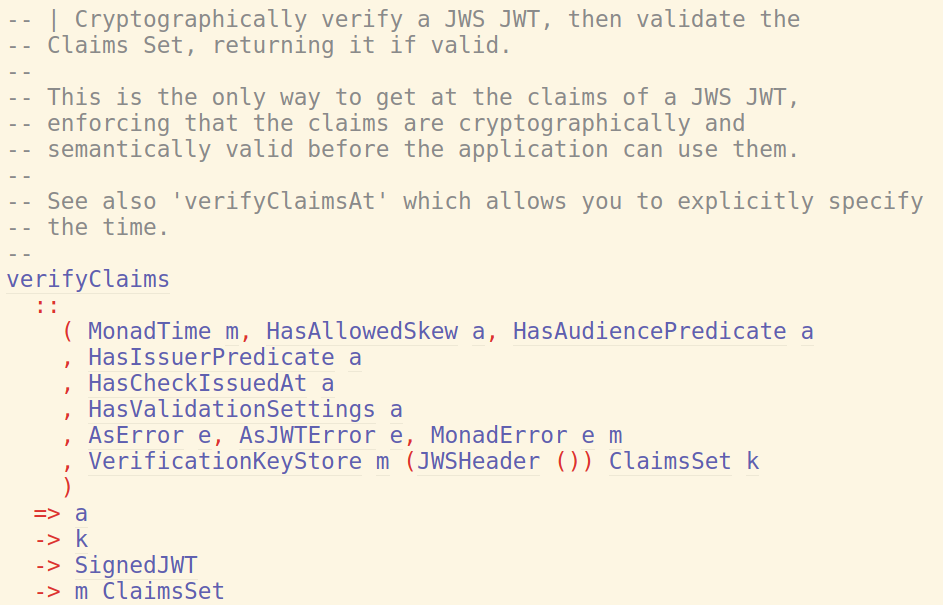 -- | Cryptographically verify a JWS JWT, then validate the
-- Claims Set, returning it if valid.
--
-- This is the only way to get at the claims of a JWS JWT,
-- enforcing that the claims are cryptographically and
-- semantically valid before the application can use them.
--
-- See also 'verifyClaimsAt' which allows you to explicitly specify
-- the time.
--
verifyClaims
  ::
    ( MonadTime m, HasAllowedSkew a, HasAudiencePredicate a
    , HasIssuerPredicate a
    , HasCheckIssuedAt a
    , HasValidationSettings a
    , AsError e, AsJWTError e, MonadError e m
    , VerificationKeyStore m (JWSHeader ()) ClaimsSet k
    )
  => a
  -> k
  -> SignedJWT
  -> m ClaimsSet